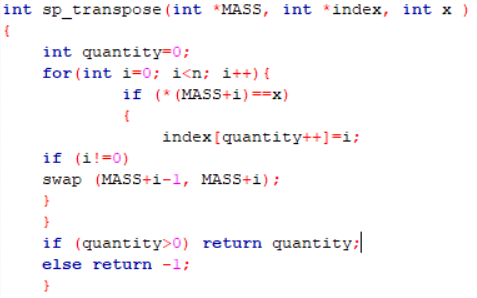 int sp_transpose(int *MASS, int *index, int x )
{
int quantity=0;
for(int i=0; i<n; i++){
if (*(MASS+i)==x)
{
index[quantity++]=i;
if (i!=0)
swap (MASS+i-1, MASS+i);
}
}
if (quantity>0) return quantity;
else return -1;
}